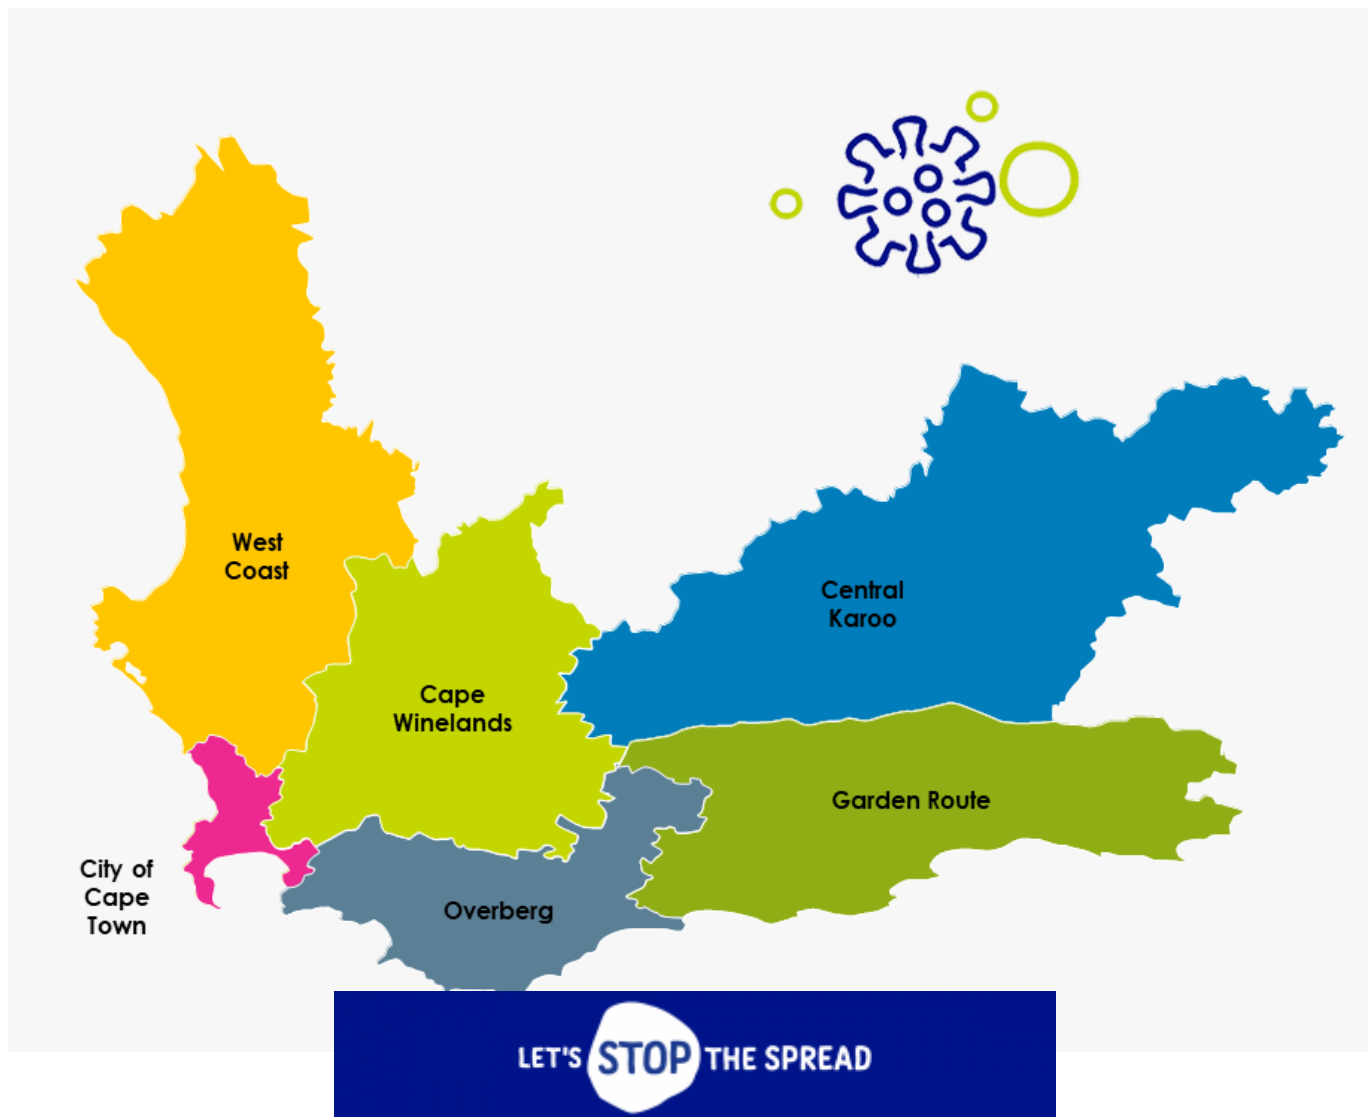 West
Coast
Central
Karoo
Cape
Winelands
Garden Route
City of
Cape
Town
Overberg
LET'S STOP THE SPREAD